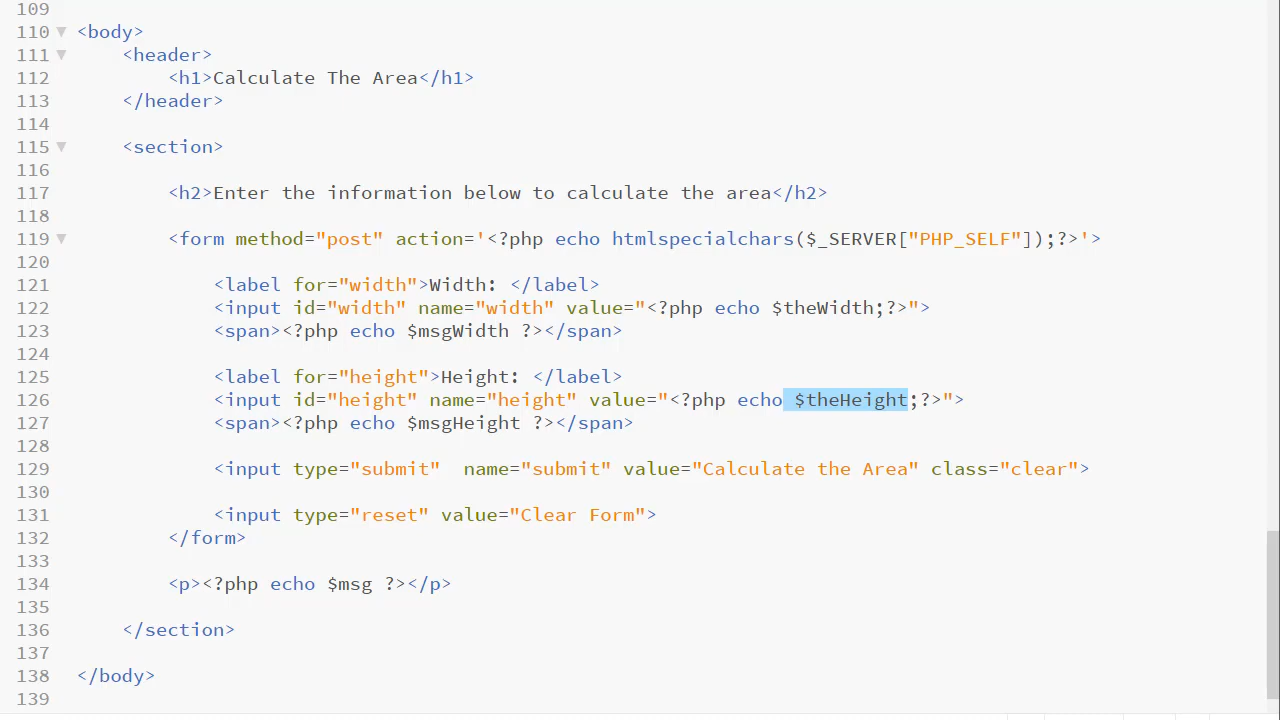 109
110 <body>
111 <header>
112 <h1>Calculate The Area</h1>
113 </header>
114
115 <section>
116
117 <h2>Enter the information below to calculate the area</h2>
118
119 <form method="post" action='<?php echo htmlspecialchars($_SERVER["PHP_SELF"]);?>'>
120
121 <label for="width">Width: </label>
122 <input id="width" name="width" value="<?php echo $theWidth;?>">
123 <span><?php echo $msgWidth ?></span>
124
125 <label for="height">Height: </label>
126 <input id="height" name="height" value="<?php echo $theHeight;?>">
127 <span><?php echo $msgHeight ?></span>
128
129 <input type="submit"  name="submit" value="Calculate the Area" class="clear">
130
131 <input type="reset" value="Clear Form">
132 </form>
133
134 <p><?php echo $msg ?></p>
135
136 </section>
137
138 </body>
139